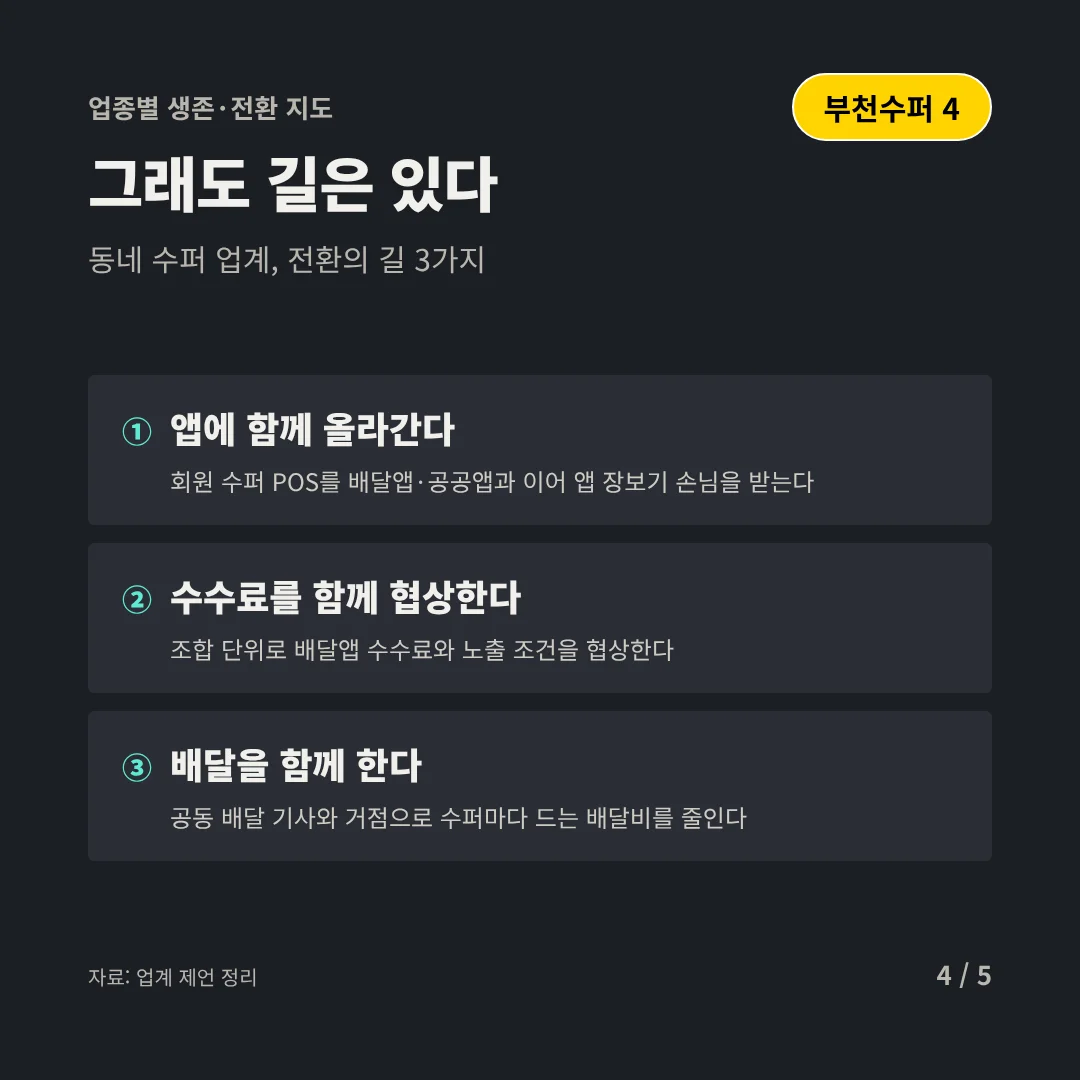 업종별 생존·전환 지도
부천수퍼 4
그래도 길은 있다
동네 수퍼 업계, 전환의 길 3가지
① 앱에 함께 올라간다
회원 수퍼 POS를 배달앱·공공앱과 이어 앱 장보기 손님을 받는다
② 수수료를 함께 협상한다
조합 단위로 배달앱 수수료와 노출 조건을 협상한다
③ 배달을 함께 한다
공동 배달 기사와 거점으로 수퍼마다 드는 배달비를 줄인다
자료: 업계 제언 정리
4 / 5